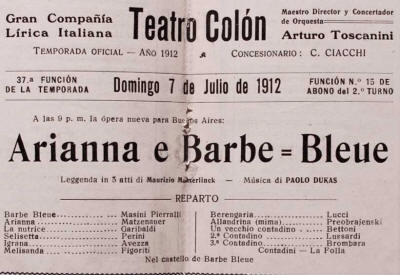 Gran Compañía
Lírica Italiana
Teatro Colón
Maestro Director y Concertador
de Orquesta
Arturo Toscanini
TEMPORADA OFICIAL — AÑO 1912
CONCESIONARIO: C. CIACCHI
37.ª FUNCIÓN
DE LA TEMPORADA
Domingo 7 de Julio de 1912
FUNCIÓN N.º 15 DE
ABONO del 2.º TURNO
A las 9 p. m. la ópera nueva para Buenos Aires:
Arianna e Barbe = Bleue
Leggenda in 3 atti di Maurizio Maeterlinck - Música di PAOLO DUKAS
REPARTO
Barbe Bleue Masini Pierralli
Arianna Matzenauer
La nutrice Garibaldi
Selisetta Perini
Igrana Avezza
Melisanda Figoriti
Berengaria Lucci
Allandrina (mima) Preobrajenski
Un vecchio contadino Bettoni
2.º Contadino Lussardi
3.º Contadino Brombara
Contadini — La Folla
Nel castello de Barbe Bleue